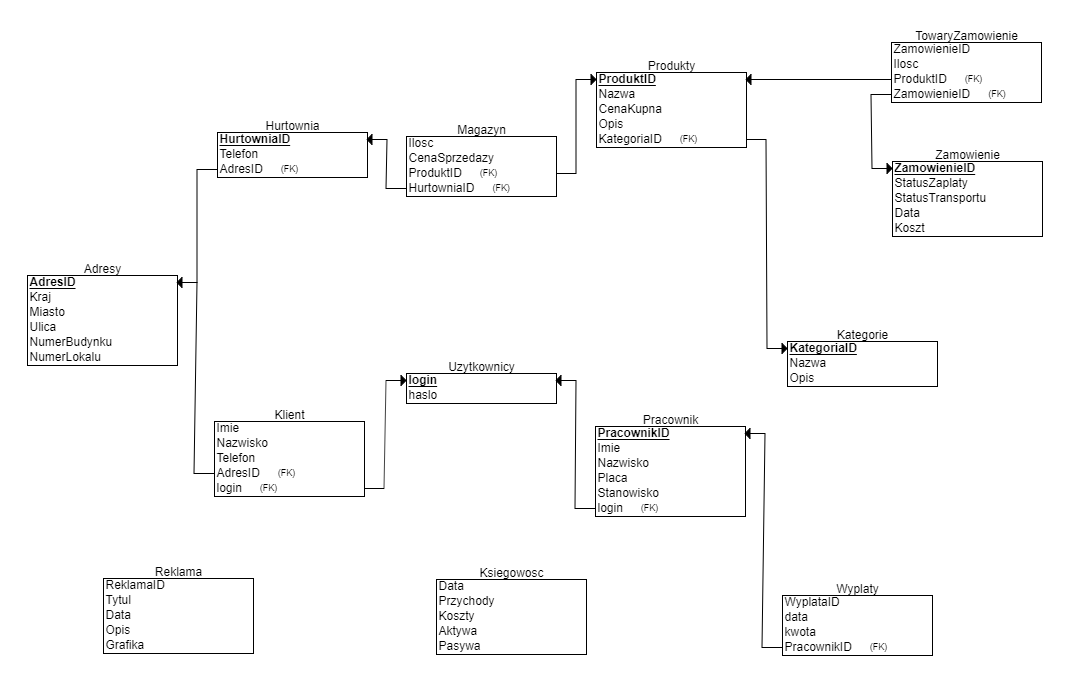 TowaryZamowienie
ZamowienieID
Ilosc
ProduktID (FK)
ZamowienieID (FK)
Produkty
ProduktID
Nazwa
CenaKupna
Opis
KategoriaID (FK)
Hurtownia
HurtowniaID
Telefon
AdresID (FK)
Magazyn
Ilosc
CenaSprzedazy
ProduktID (FK)
HurtowniaID (FK)
Zamowienie
ZamowienieID
StatusZaplaty
StatusTransportu
Data
Koszt
Adresy
AdresID
Kraj
Miasto
Ulica
NumerBudynku
NumerLokalu
Kategorie
KategoriaID
Nazwa
Opis
Uzytkownicy
login
haslo
Klient
Imie
Nazwisko
Telefon
AdresID (FK)
login (FK)
Pracownik
PracownikID
Imie
Nazwisko
Placa
Stanowisko
login (FK)
Reklama
ReklamaID
Tytul
Data
Opis
Grafika
Ksiegowosc
Data
Przychody
Koszty
Aktywa
Pasywa
Wyplaty
WyplataID
data
kwota
PracownikID (FK)